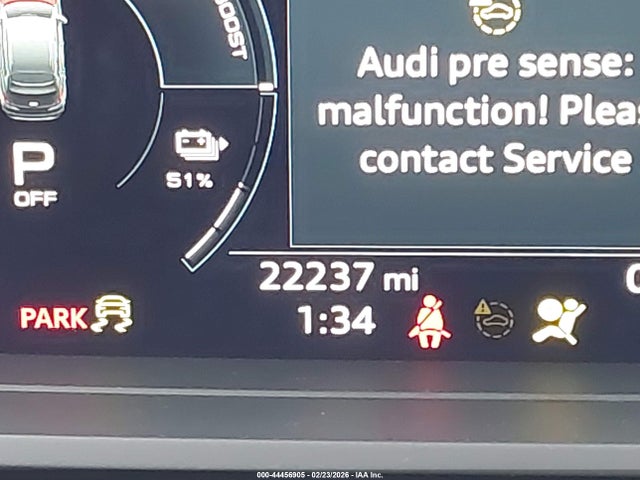 BOOST
Audi pre sense:
malfunction! Pleas
contact Service
P
OFF
51%
22237 mi
0
PARK
1:34
000-44456905 - 02/23/2026 - IAA Inc.